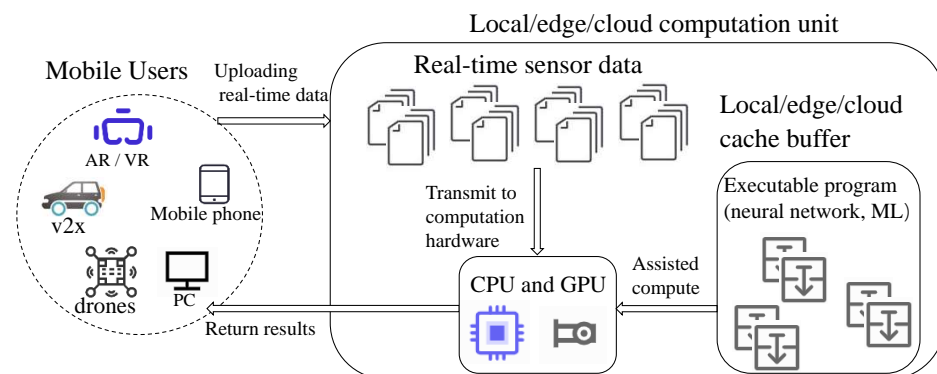 Local/edge/cloud computation unit
Mobile Users
Uploading
real-time data
Real-time sensor data
AR / VR
v2x
Mobile phone
drones
PC
Local/edge/cloud
cache buffer
Executable program
(neural network, ML)
Transmit to
computation
hardware
CPU and GPU
Assisted
compute
Return results